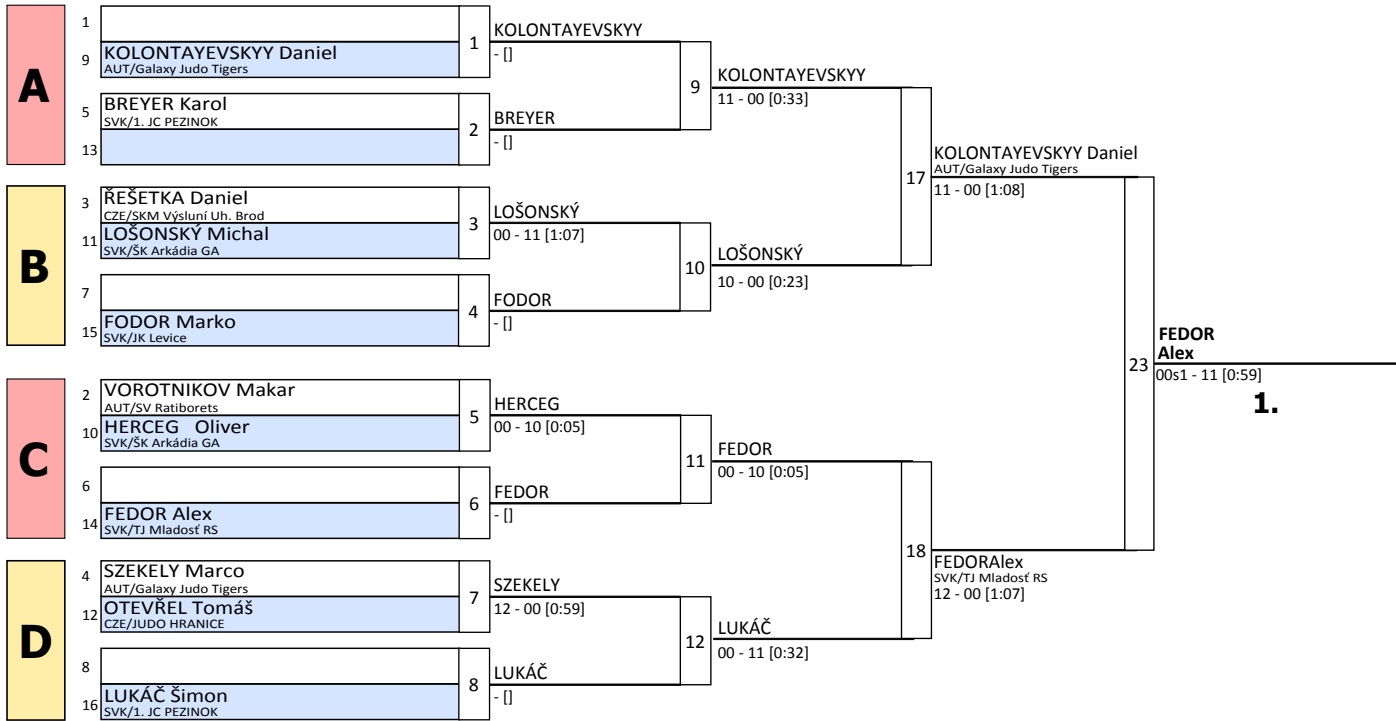 A
1
9
KOLONTAYEVSKYY Daniel
AUT/Galaxy Judo Tigers
1
5
BREYER Karol
SVK/1. JC PEZINOK
13
2
B
3
ŘEŠETKA Daniel
CZE/SKM Výsluní Uh. Brod
11
LOŠONSKÝ Michal
SVK/ŠK Arkádia GA
3
7
15
FODOR Marko
SVK/JK Levice
4
C
2
VOROTNIKOV Makar
AUT/SV Ratiborets
10
HERCEG Oliver
SVK/ŠK Arkádia GA
5
6
14
FEDOR Alex
SVK/TJ Mladosť RS
6
D
4
SZEKELY Marco
AUT/Galaxy Judo Tigers
12
OTEVŘEL Tomáš
CZE/JUDO HRANICE
7
8
16
LUKÁČ Šimon
SVK/1. JC PEZINOK
8
KOLONTAYEVSKYY
- []
BREYER
- []
9
LOŠONSKÝ
00 - 11 [1:07]
FODOR
- []
10
HERCEG
00 - 10 [0:05]
FEDOR
- []
11
SZEKELY
12 - 00 [0:59]
LUKÁČ
- []
12
KOLONTAYEVSKYY
11 - 00 [0:33]
LOŠONSKÝ
10 - 00 [0:23]
17
FEDOR
00 - 10 [0:05]
LUKÁČ
00 - 11 [0:32]
18
KOLONTAYEVSKYY Daniel
AUT/Galaxy Judo Tigers
11 - 00 [1:08]
FEDORAlex
SVK/TJ Mladosť RS
12 - 00 [1:07]
23
FEDOR
Alex
00s1 - 11 [0:59]
1.